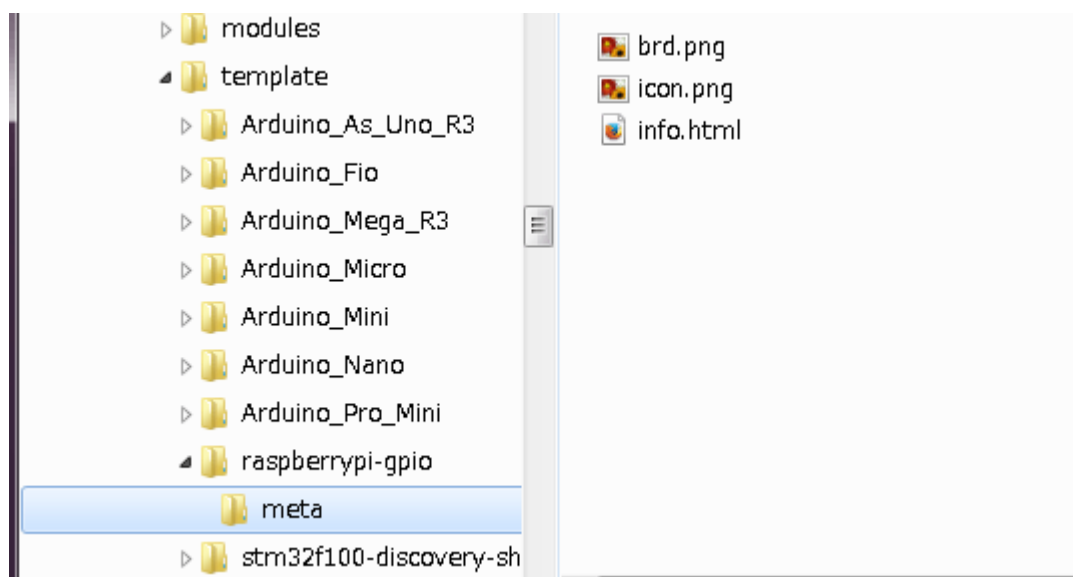 modules
template
Arduino_As_Uno_R3
Arduino_Fio
Arduino_Mega_R3
Arduino_Micro
Arduino_Mini
Arduino_Nano
Arduino_Pro_Mini
raspberrypi-gpio
meta
stm32f100-discovery-sh
brd.png
icon.png
info.html